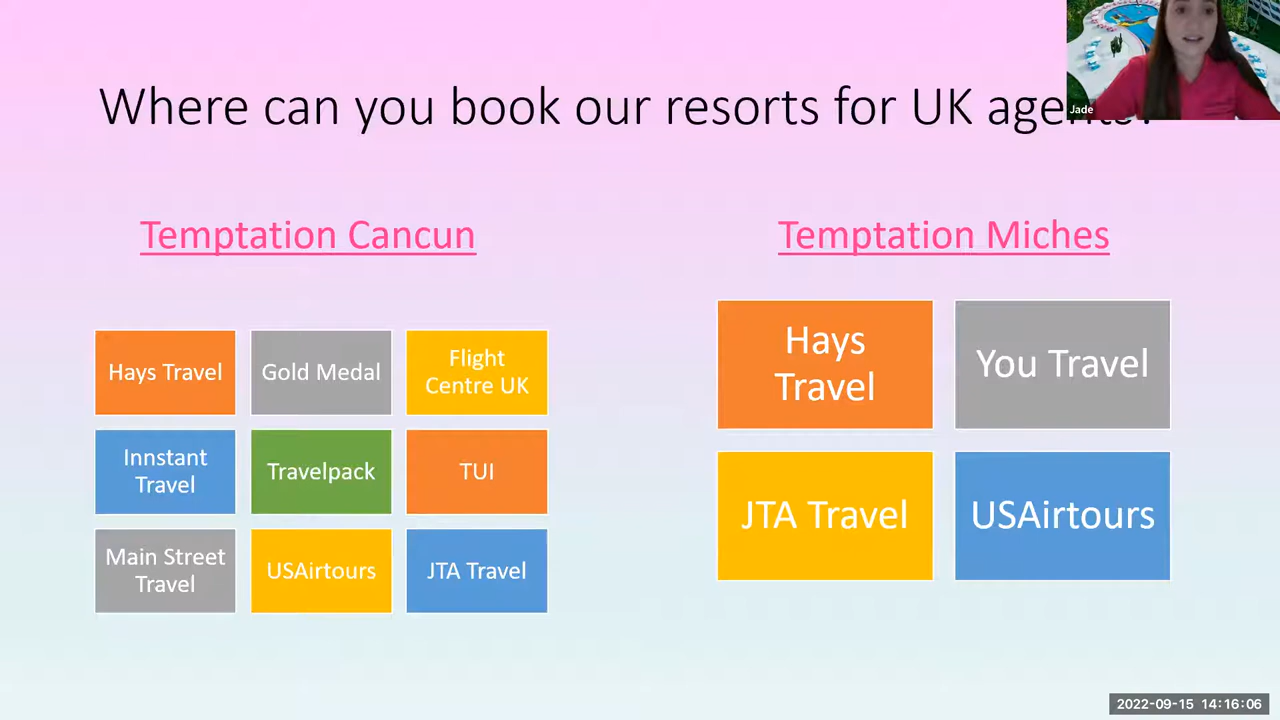 Where can you book our resorts for UK agents?
Jade
Temptation Cancun
Temptation Miches
Hays Travel
Gold Medal
Flight
Centre UK
Innstant
Travel
Travelpack
TUI
Main Street
Travel
USAirtours
JTA Travel
Hays
Travel
You Travel
JTA Travel
USAirtours
2022-09-15 14:16:06